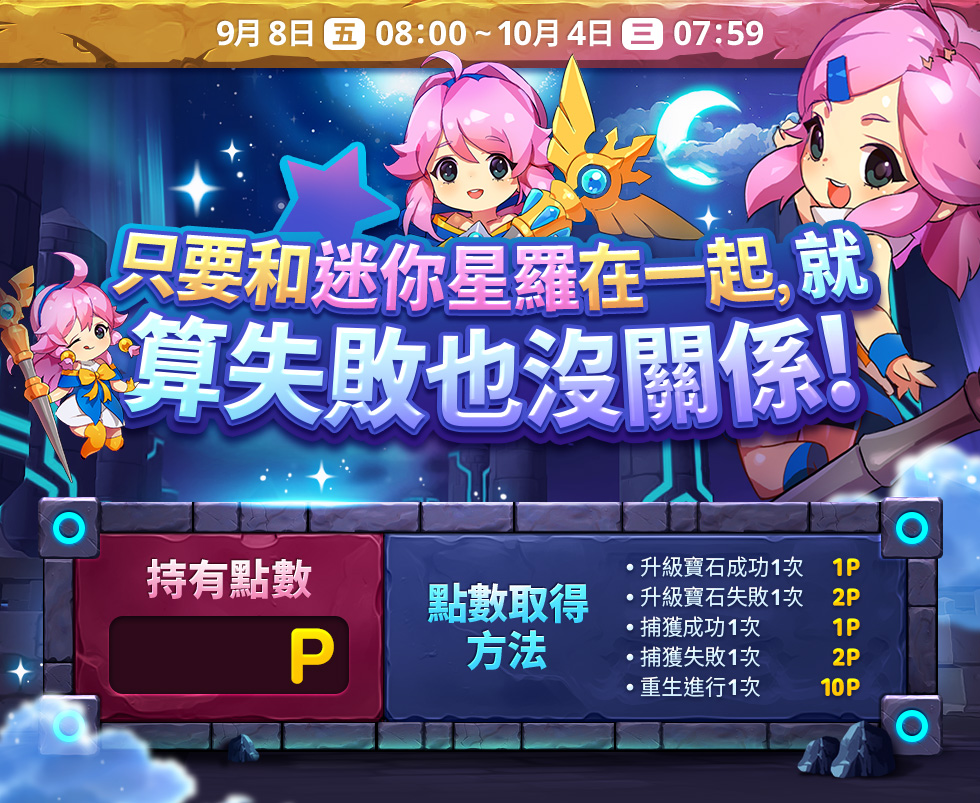 9月8日 五 08:00 ~ 10月4日 三 07:59
只要和迷你星羅在一起, 就
算失敗也沒關係!
持有點數
P
點數取得
方法
• 升級寶石成功1次 1P
• 升級寶石失敗1次 2P
• 捕獲成功1次 1P
• 捕獲失敗1次 2P
• 重生進行1次 10P